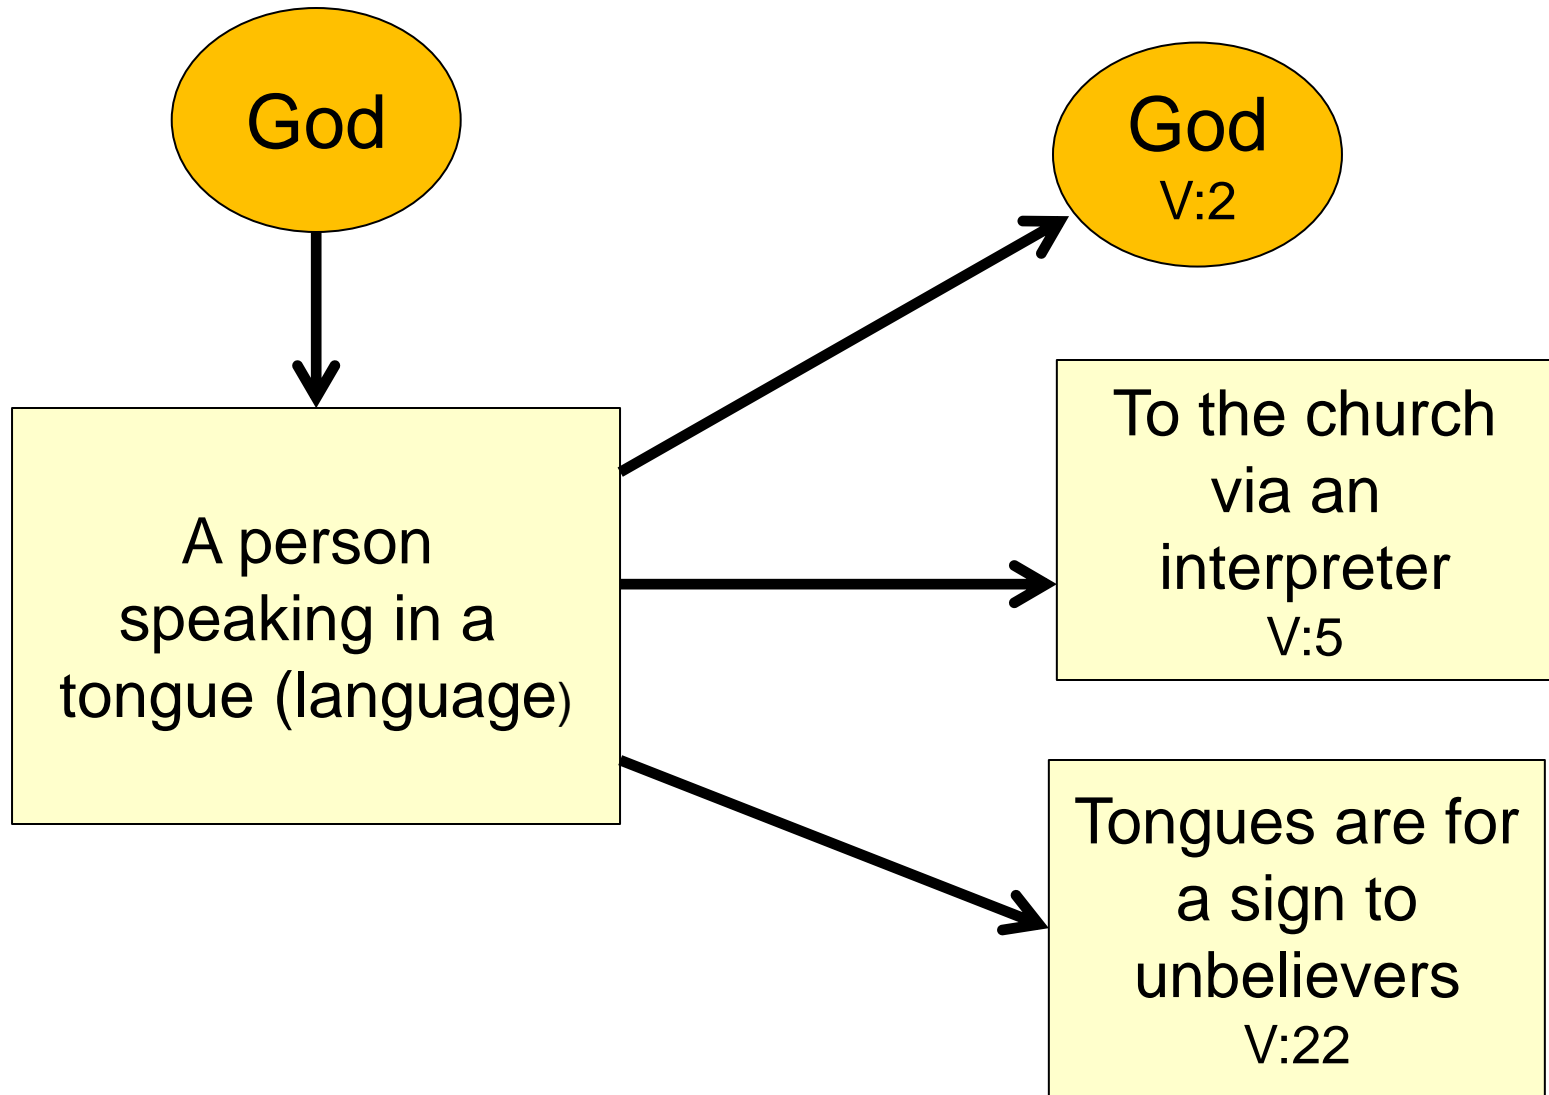 God
A person
speaking in a
tongue (language)
God
V:2
To the church
via an
interpreter
V:5
Tongues are for
a sign to
unbelievers
V:22